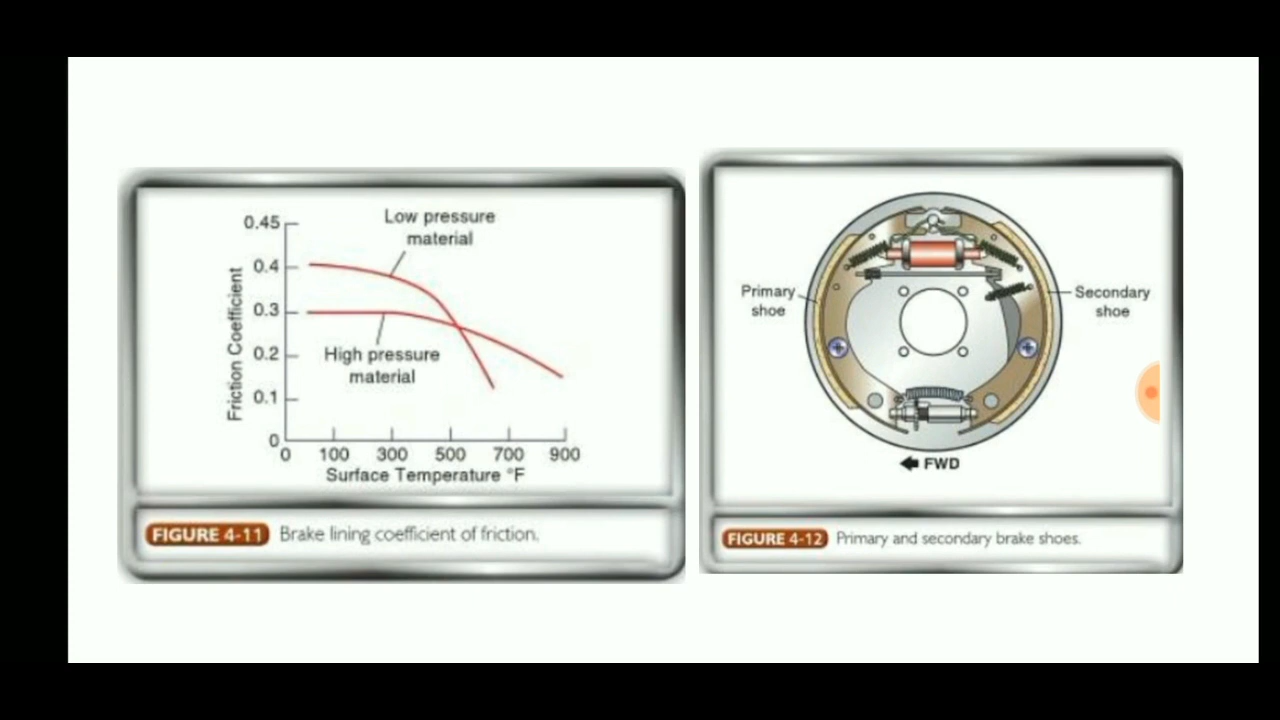 0.45
0.4
0.3
0.2
0.1
0
0 100 300 500 700 900
Friction Coefficient
Surface Temperature °F
Low pressure
material
High pressure
material
FIGURE 4-11 Brake lining coefficient of friction.
Primary
shoe
Secondary
shoe
FWD
FIGURE 4-12 Primary and secondary brake shoes.